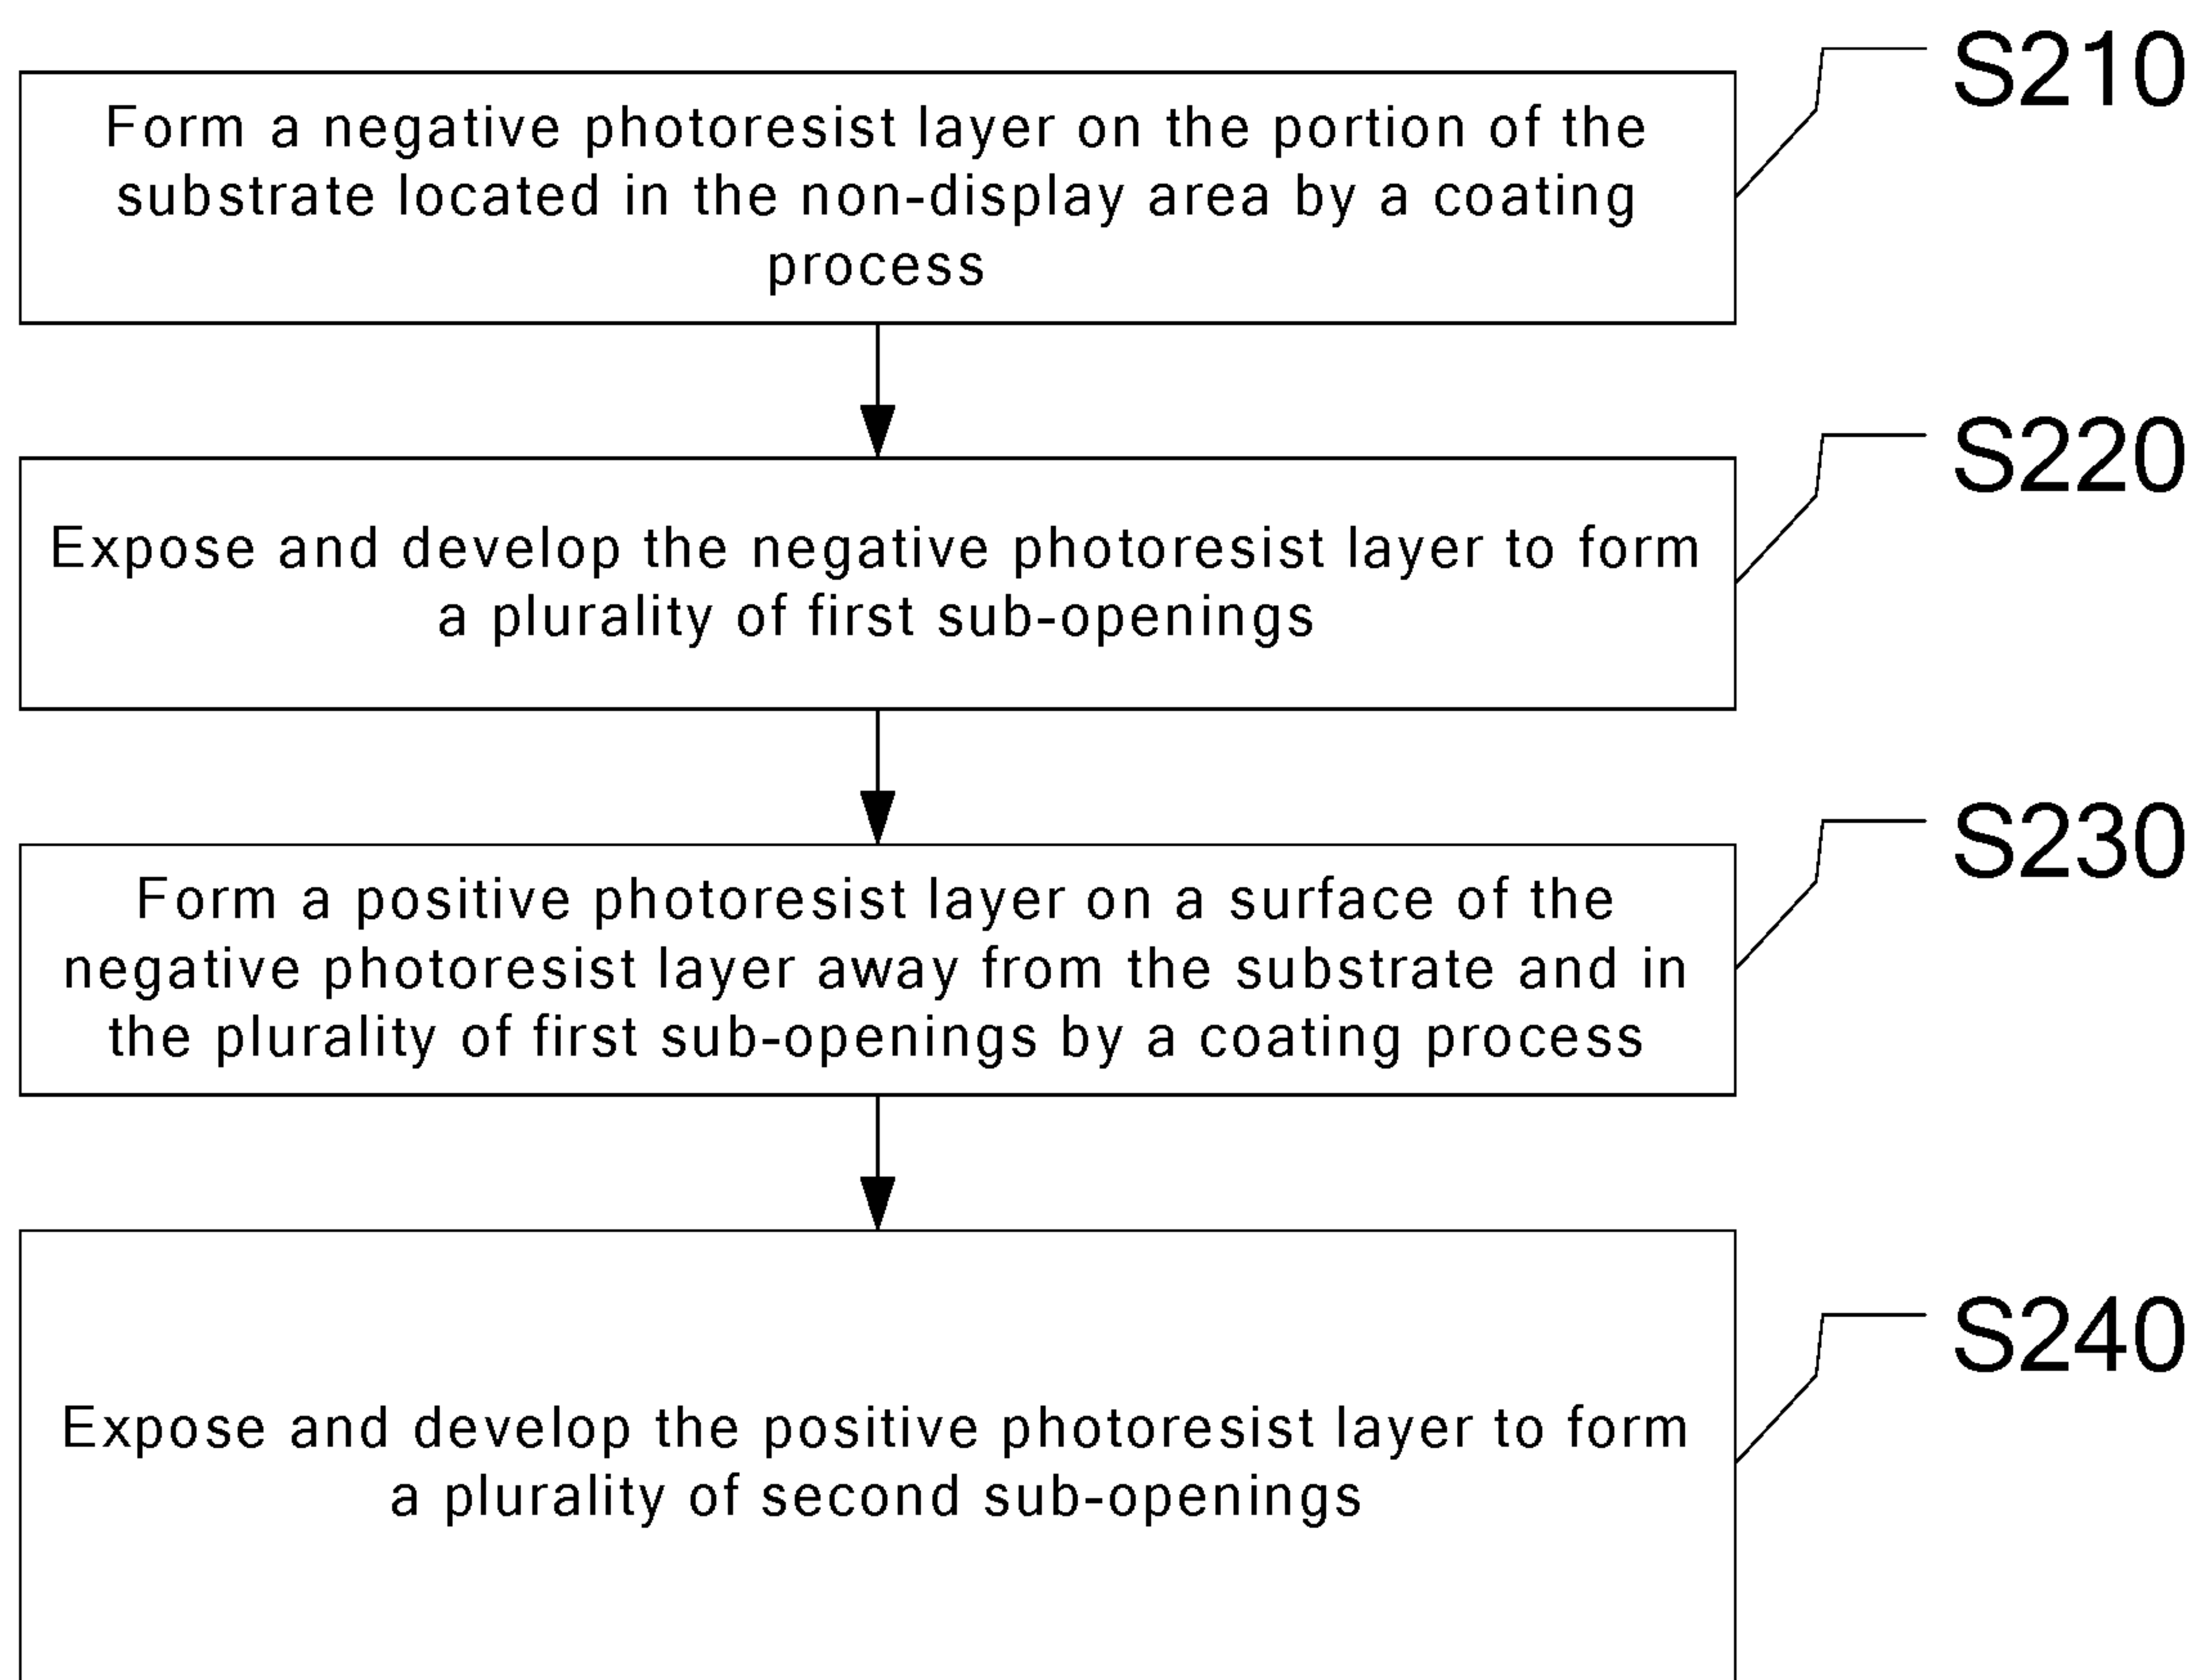 S210
Form a negative photoresist layer on the portion of the
substrate located in the non-display area by a coating
process
S220
Expose and develop the negative photoresist layer to form
a plurality of first sub-openings
S230
Form a positive photoresist layer on a surface of the
negative photoresist layer away from the substrate and in
the plurality of first sub-openings by a coating process
S240
Expose and develop the positive photoresist layer to form
a plurality of second sub-openings